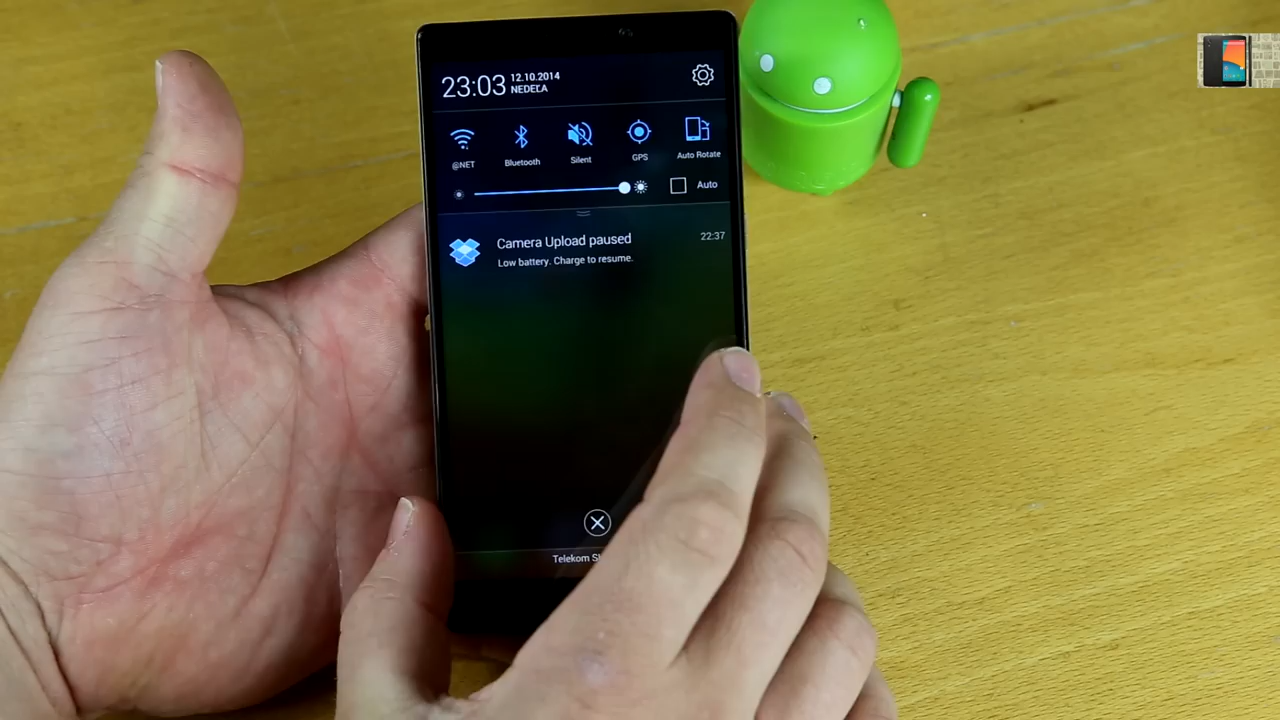 23:03
12.10.2014
NEDEĽA
@NET
Bluetooth
Silent
GPS
Auto Rotate
Auto
Camera Upload paused
22:37
Low battery. Charge to resume.
Telekom